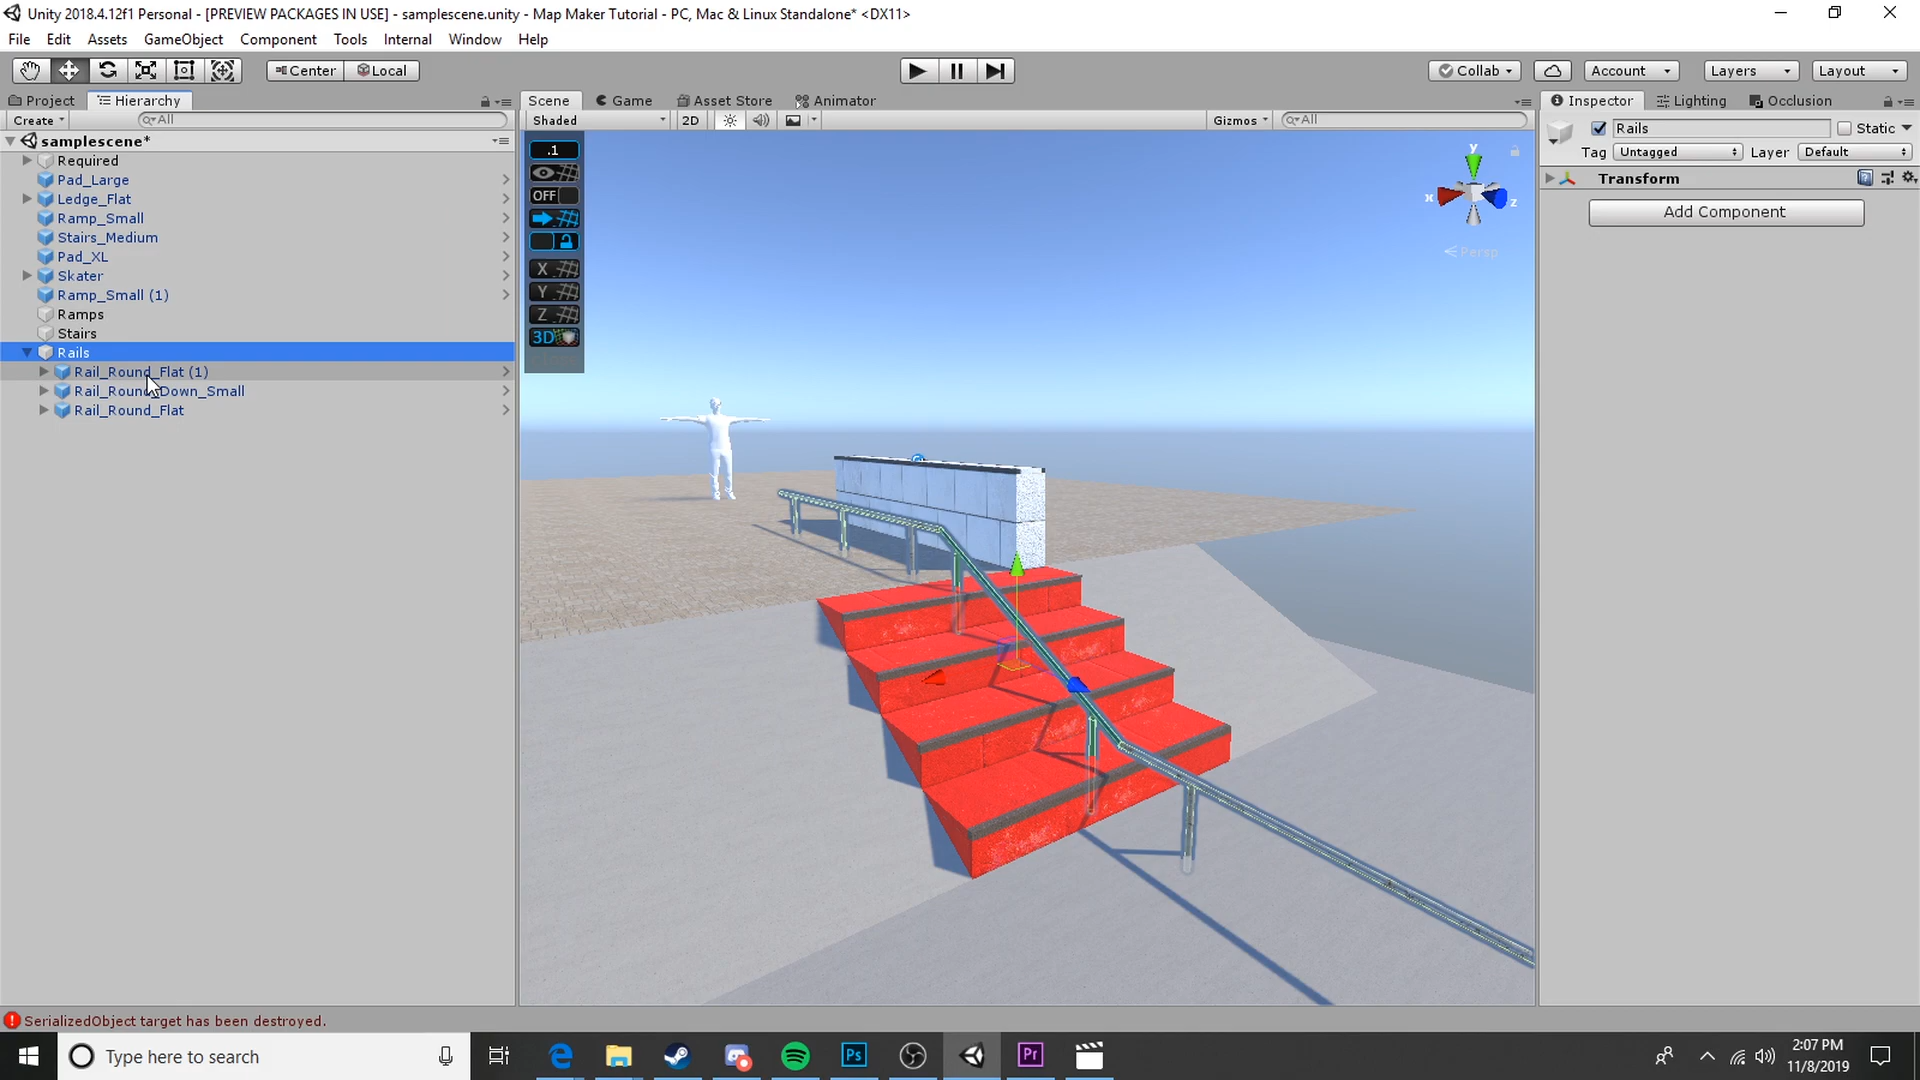 Unity 2018.4.12f1 Personal - [PREVIEW PACKAGES IN USE] - samplescene.unity - Map Maker Tutorial - PC, Mac & Linux Standalone* <DX11>
File Edit Assets GameObject Component Tools Internal Window Help
Center Local Collab Account Layers Layout
Project Hierarchy Scene Game Asset Store Animator Inspector Lighting Occlusion
Create All Shaded 2D Gizmos All
samplescene*
Required
Pad_Large
Ledge_Flat
Ramp_Small
Stairs_Medium
Pad_XL
Skater
Ramp_Small (1)
Ramps
Stairs
Rails
Rail_Round_Flat (1)
Rail_Round_Down_Small
Rail_Round_Flat
.1
OFF
X
Y
Z
3D
y
x
z
Persp
Rails Static
Tag Untagged Layer Default
Transform
Add Component
SerializedObject target has been destroyed.
Type here to search
Ps
Pr
2:07 PM
11/8/2019